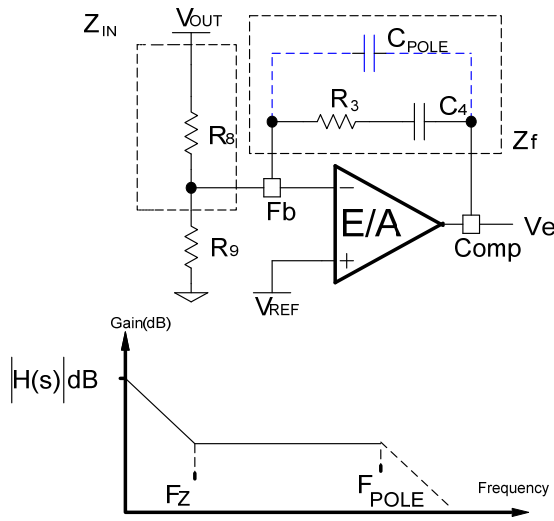 ZIN
VOUT
CPOLE
R3
C4
R8
Zf
Fb
−
E/A
Ve
R9
+
Comp
VREF
Gain(dB)
|H(s)|dB
FZ
FPOLE
Frequency